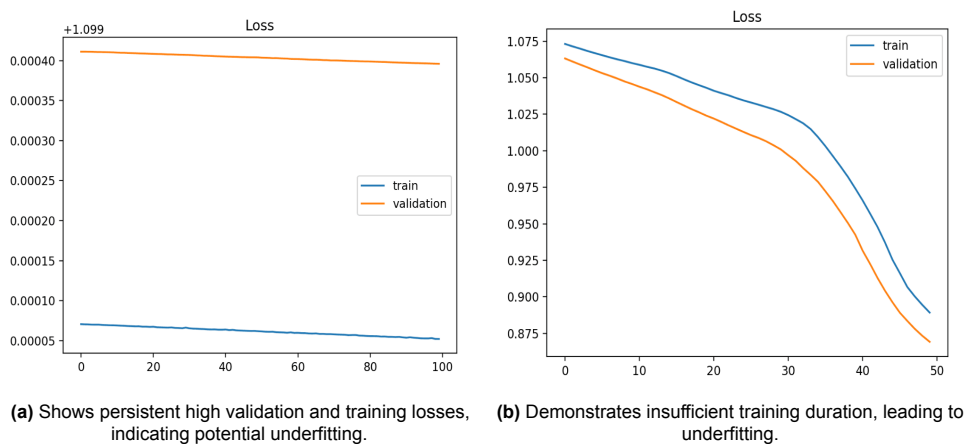 Loss
+1.099
0.00040
0.00035
0.00030
0.00025
0.00020
0.00015
0.00010
0.00005
train
validation
0 20 40 60 80 100
(a) Shows persistent high validation and training losses,
indicating potential underfitting.
Loss
1.075
1.050
1.025
1.000
0.975
0.950
0.925
0.900
0.875
train
validation
0 10 20 30 40 50
(b) Demonstrates insufficient training duration, leading to
underfitting.